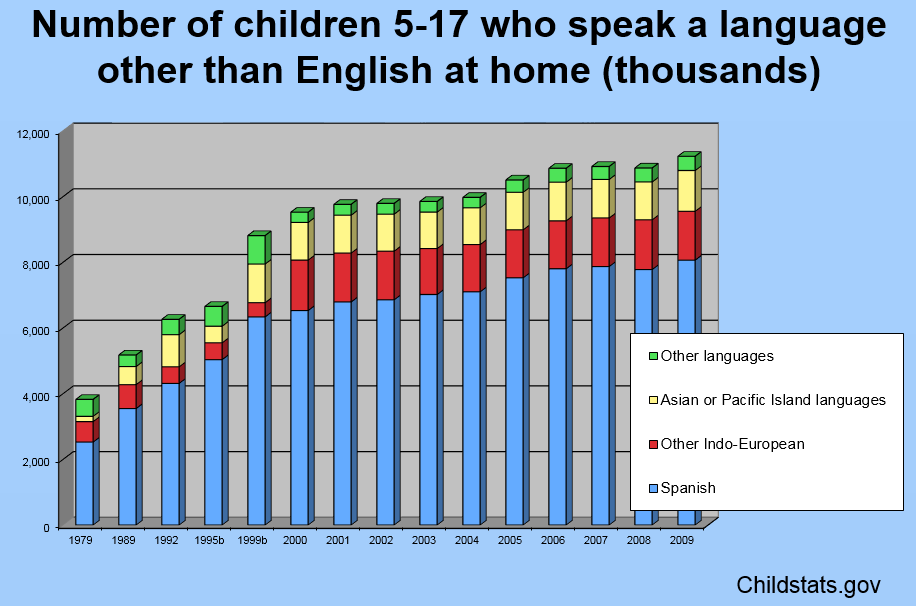 Number of children 5-17 who speak a language
other than English at home (thousands)
12,000
10,000
8,000
6,000
4,000
2,000
0
1979 1989 1992 1995b 1999b 2000 2001 2002 2003 2004 2005 2006 2007 2008 2009
Other languages
Asian or Pacific Island languages
Other Indo-European
Spanish
Childstats.gov